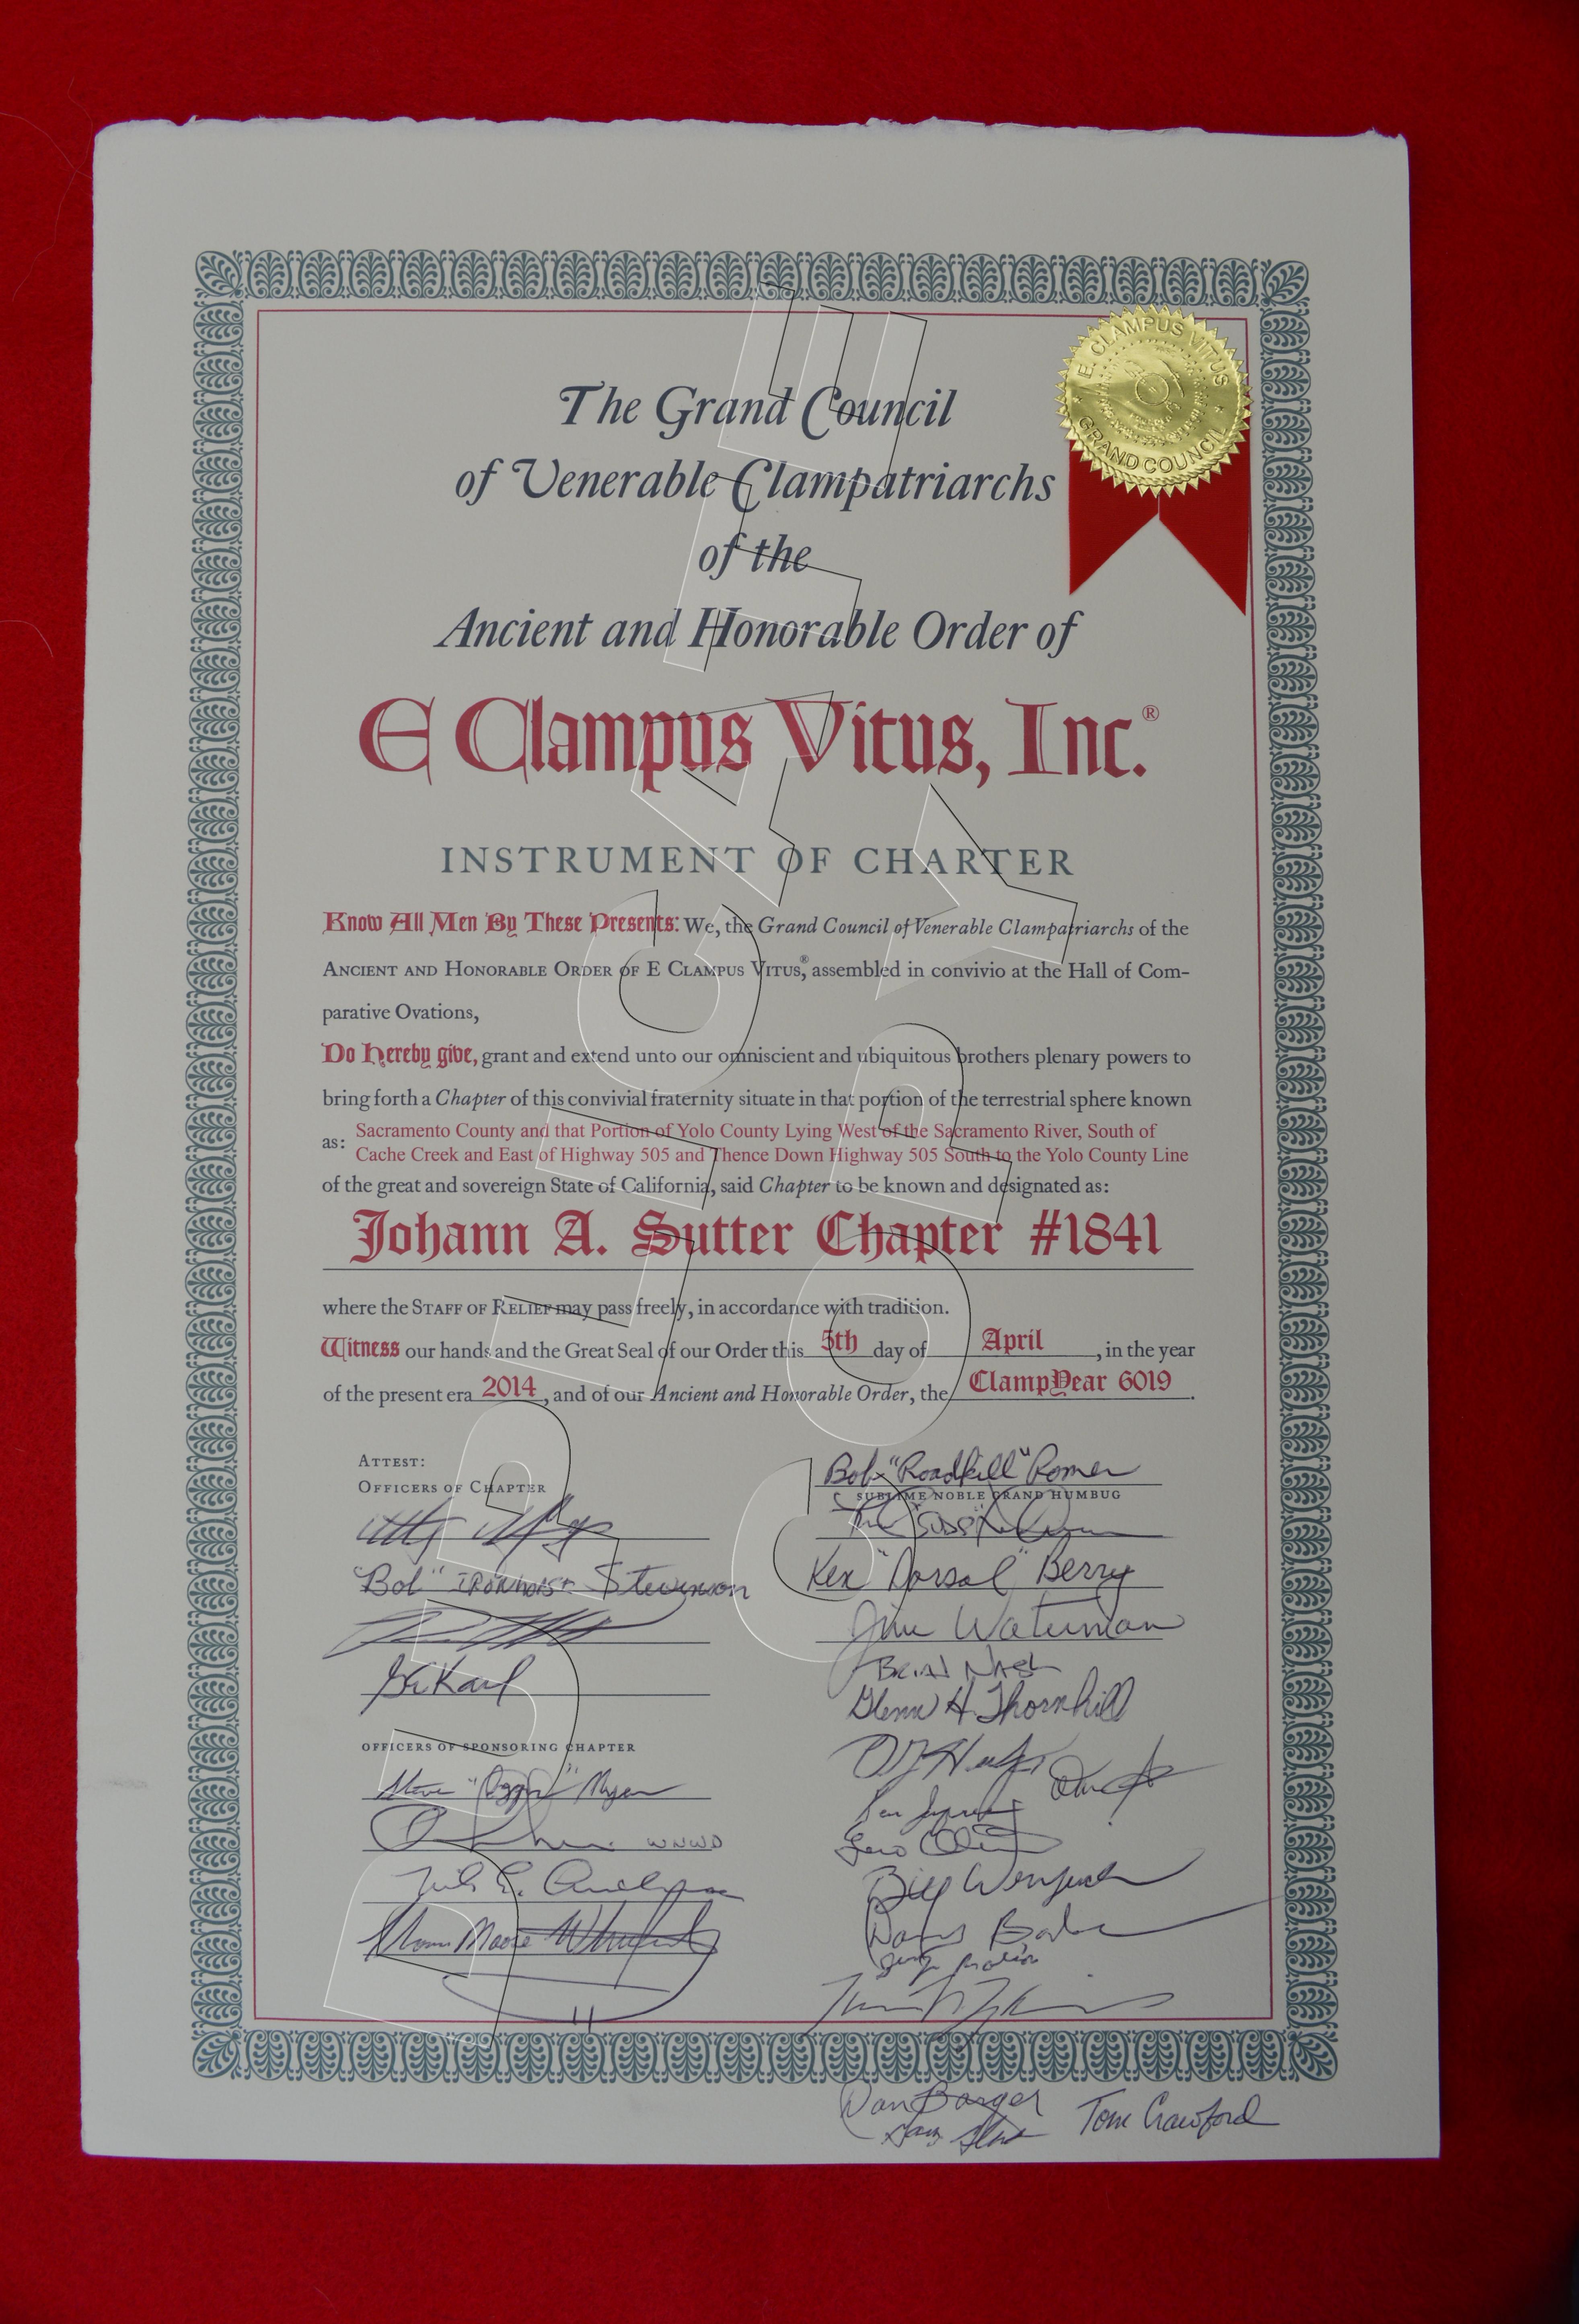 The Grand Council
of Venerable Clampatriarchs
of the
Ancient and Honorable Order of
E Clampus Vitus, Inc.®
E. CLAMPUS VITUS
GRAND COUNCIL
INSTRUMENT OF CHARTER
Know All Men By These Presents: We, the Grand Council of Venerable Clampatriarchs of the
Ancient and Honorable Order of E Clampus Vitus,® assembled in convivio at the Hall of Com-
parative Ovations,
Do hereby give, grant and extend unto our omniscient and ubiquitous brothers plenary powers to
bring forth a Chapter of this convivial fraternity situate in that portion of the terrestrial sphere known
as: Sacramento County and that Portion of Yolo County Lying West of the Sacramento River, South of
Cache Creek and East of Highway 505 and Thence Down Highway 505 South to the Yolo County Line
of the great and sovereign State of California, said Chapter to be known and designated as:
Johann A. Sutter Chapter #1841
where the Staff of Relief may pass freely, in accordance with tradition.
Witness our hands and the Great Seal of our Order this 5th day of April, in the year
of the present era 2014, and of our Ancient and Honorable Order, the ClampYear 6019.
Attest:
Officers of Chapter
"Bob" IRONHORSE Stevenson
GEKarl
OFFICERS OF SPONSORING CHAPTER
Steve
WNWD
Bob "Roadkill" Romer
SUBLIME NOBLE GRAND HUMBUG
Ken "Dorsal" Berry
Jim Waterman
Brian Nash
Glenn H. Thornhill
Bill
Dan Barger
Tom Crawford
DUPLICATE
COPY